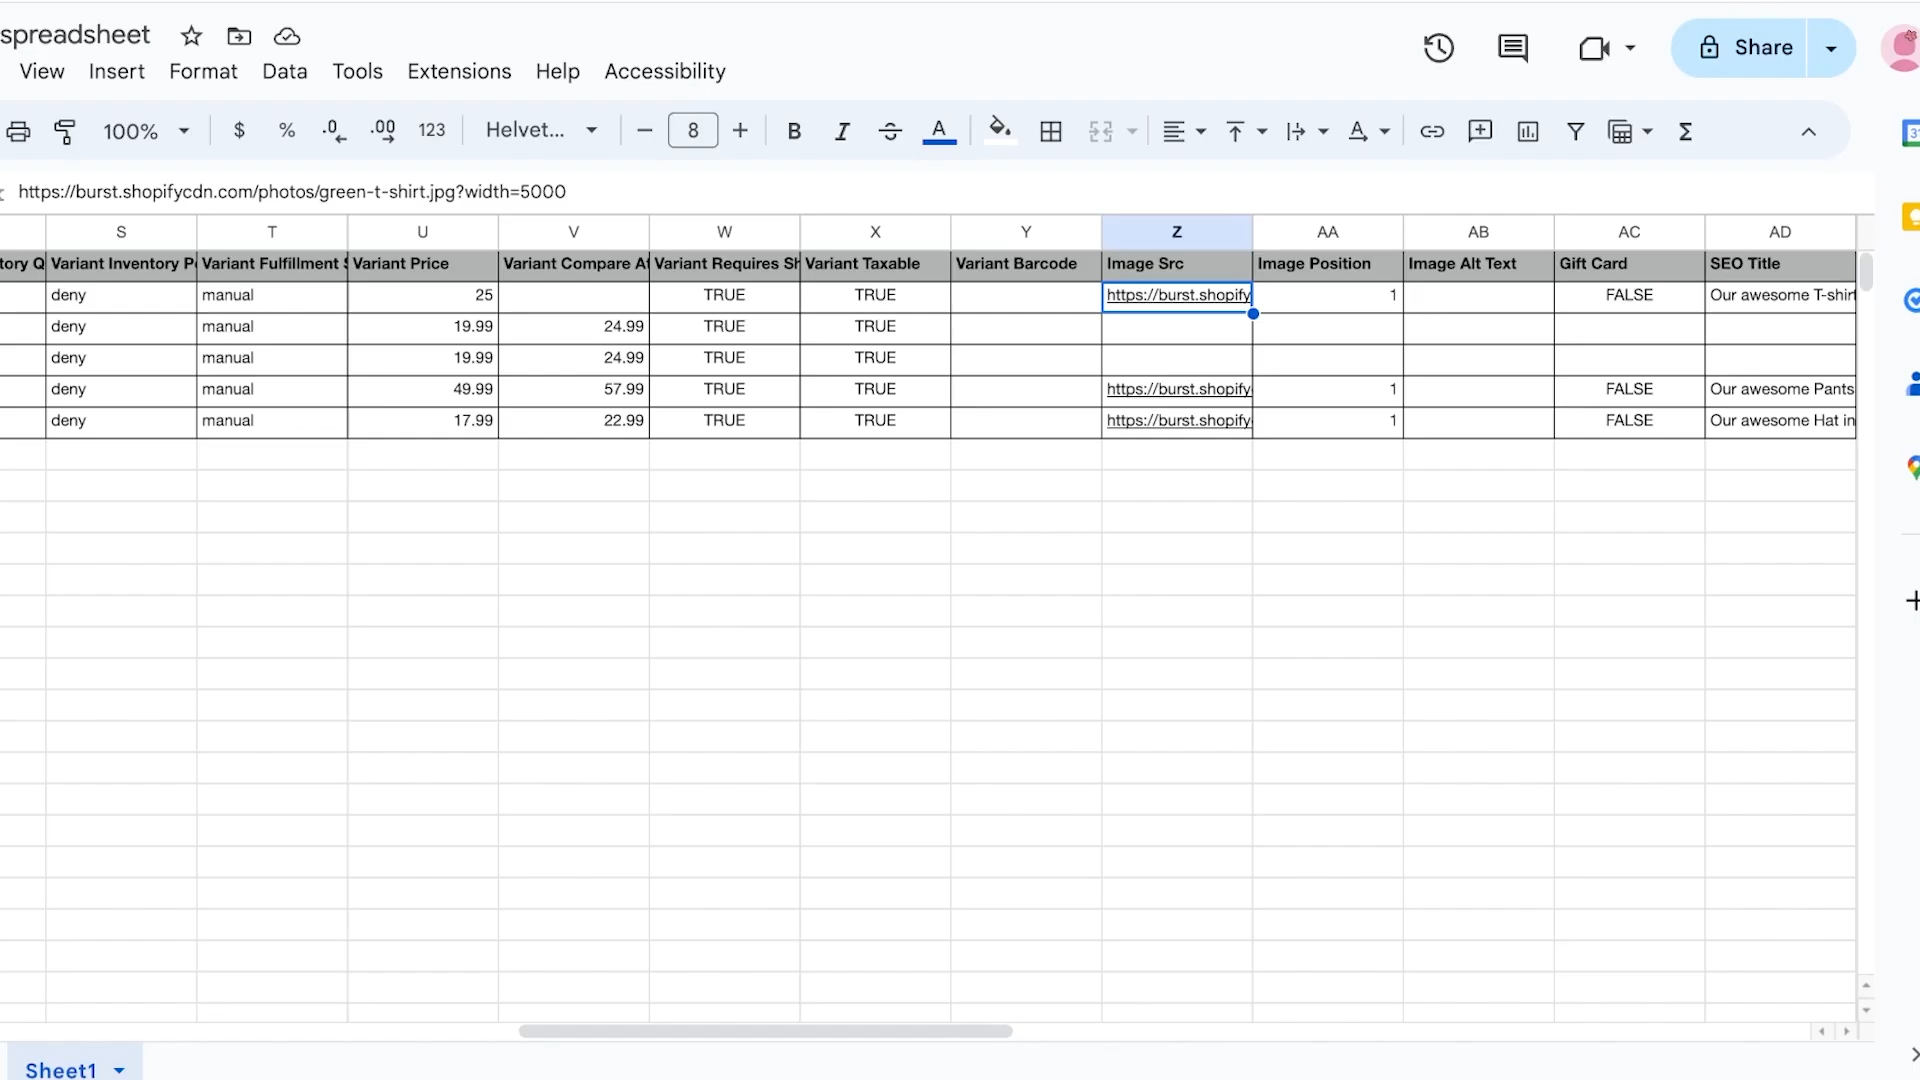 spreadsheet
Share
View Insert Format Data Tools Extensions Help Accessibility
100% $ % .0 .00 123 Helvet... 8 B I A
https://burst.shopifycdn.com/photos/green-t-shirt.jpg?width=5000
S T U V W X Y Z AA AB AC AD
tory Q Variant Inventory Po Variant Fulfillment S Variant Price Variant Compare At Variant Requires Sh Variant Taxable Variant Barcode Image Src Image Position Image Alt Text Gift Card SEO Title
deny manual 25 TRUE TRUE https://burst.shopify 1 FALSE Our awesome T-shirt
deny manual 19.99 24.99 TRUE TRUE
deny manual 19.99 24.99 TRUE TRUE
deny manual 49.99 57.99 TRUE TRUE https://burst.shopify 1 FALSE Our awesome Pants
deny manual 17.99 22.99 TRUE TRUE https://burst.shopify 1 FALSE Our awesome Hat in
Sheet1